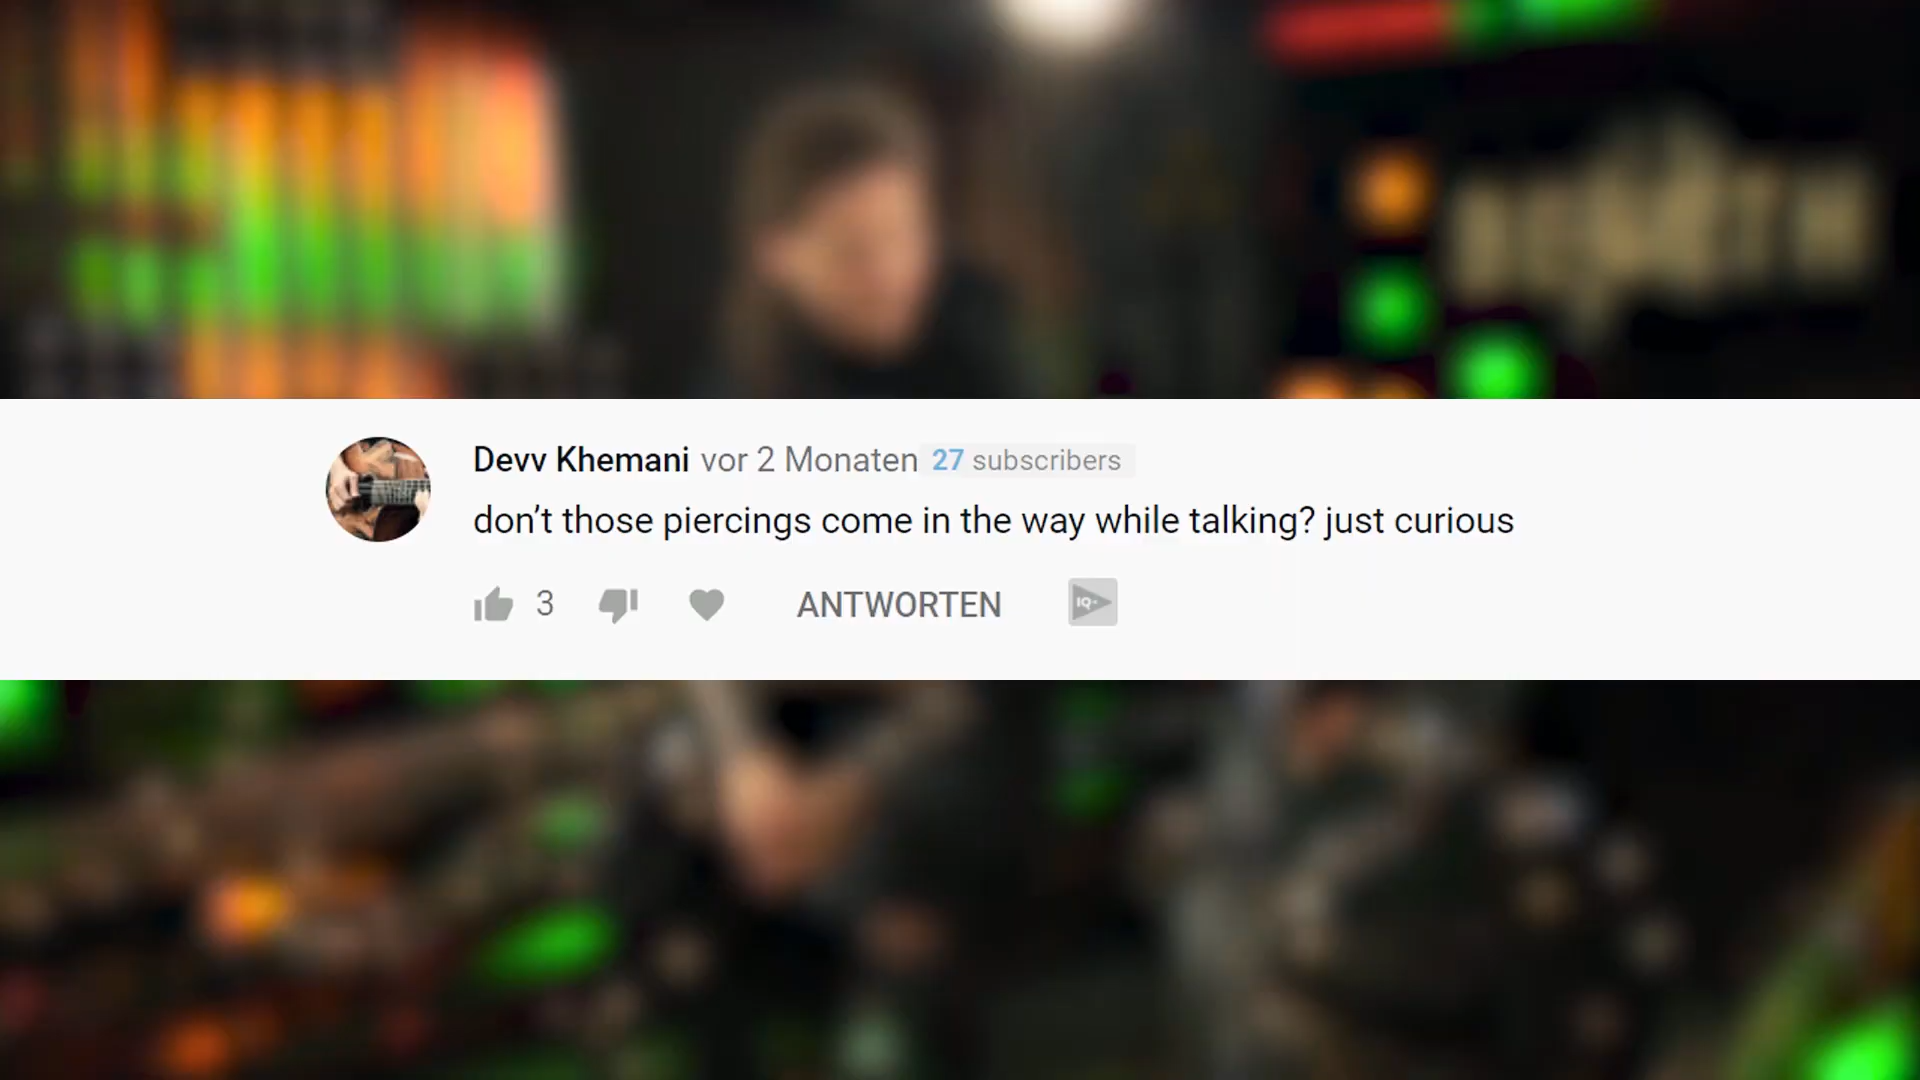 Devv Khemani vor 2 Monaten 27 subscribers
don’t those piercings come in the way while talking? just curious
3 ANTWORTEN IQ